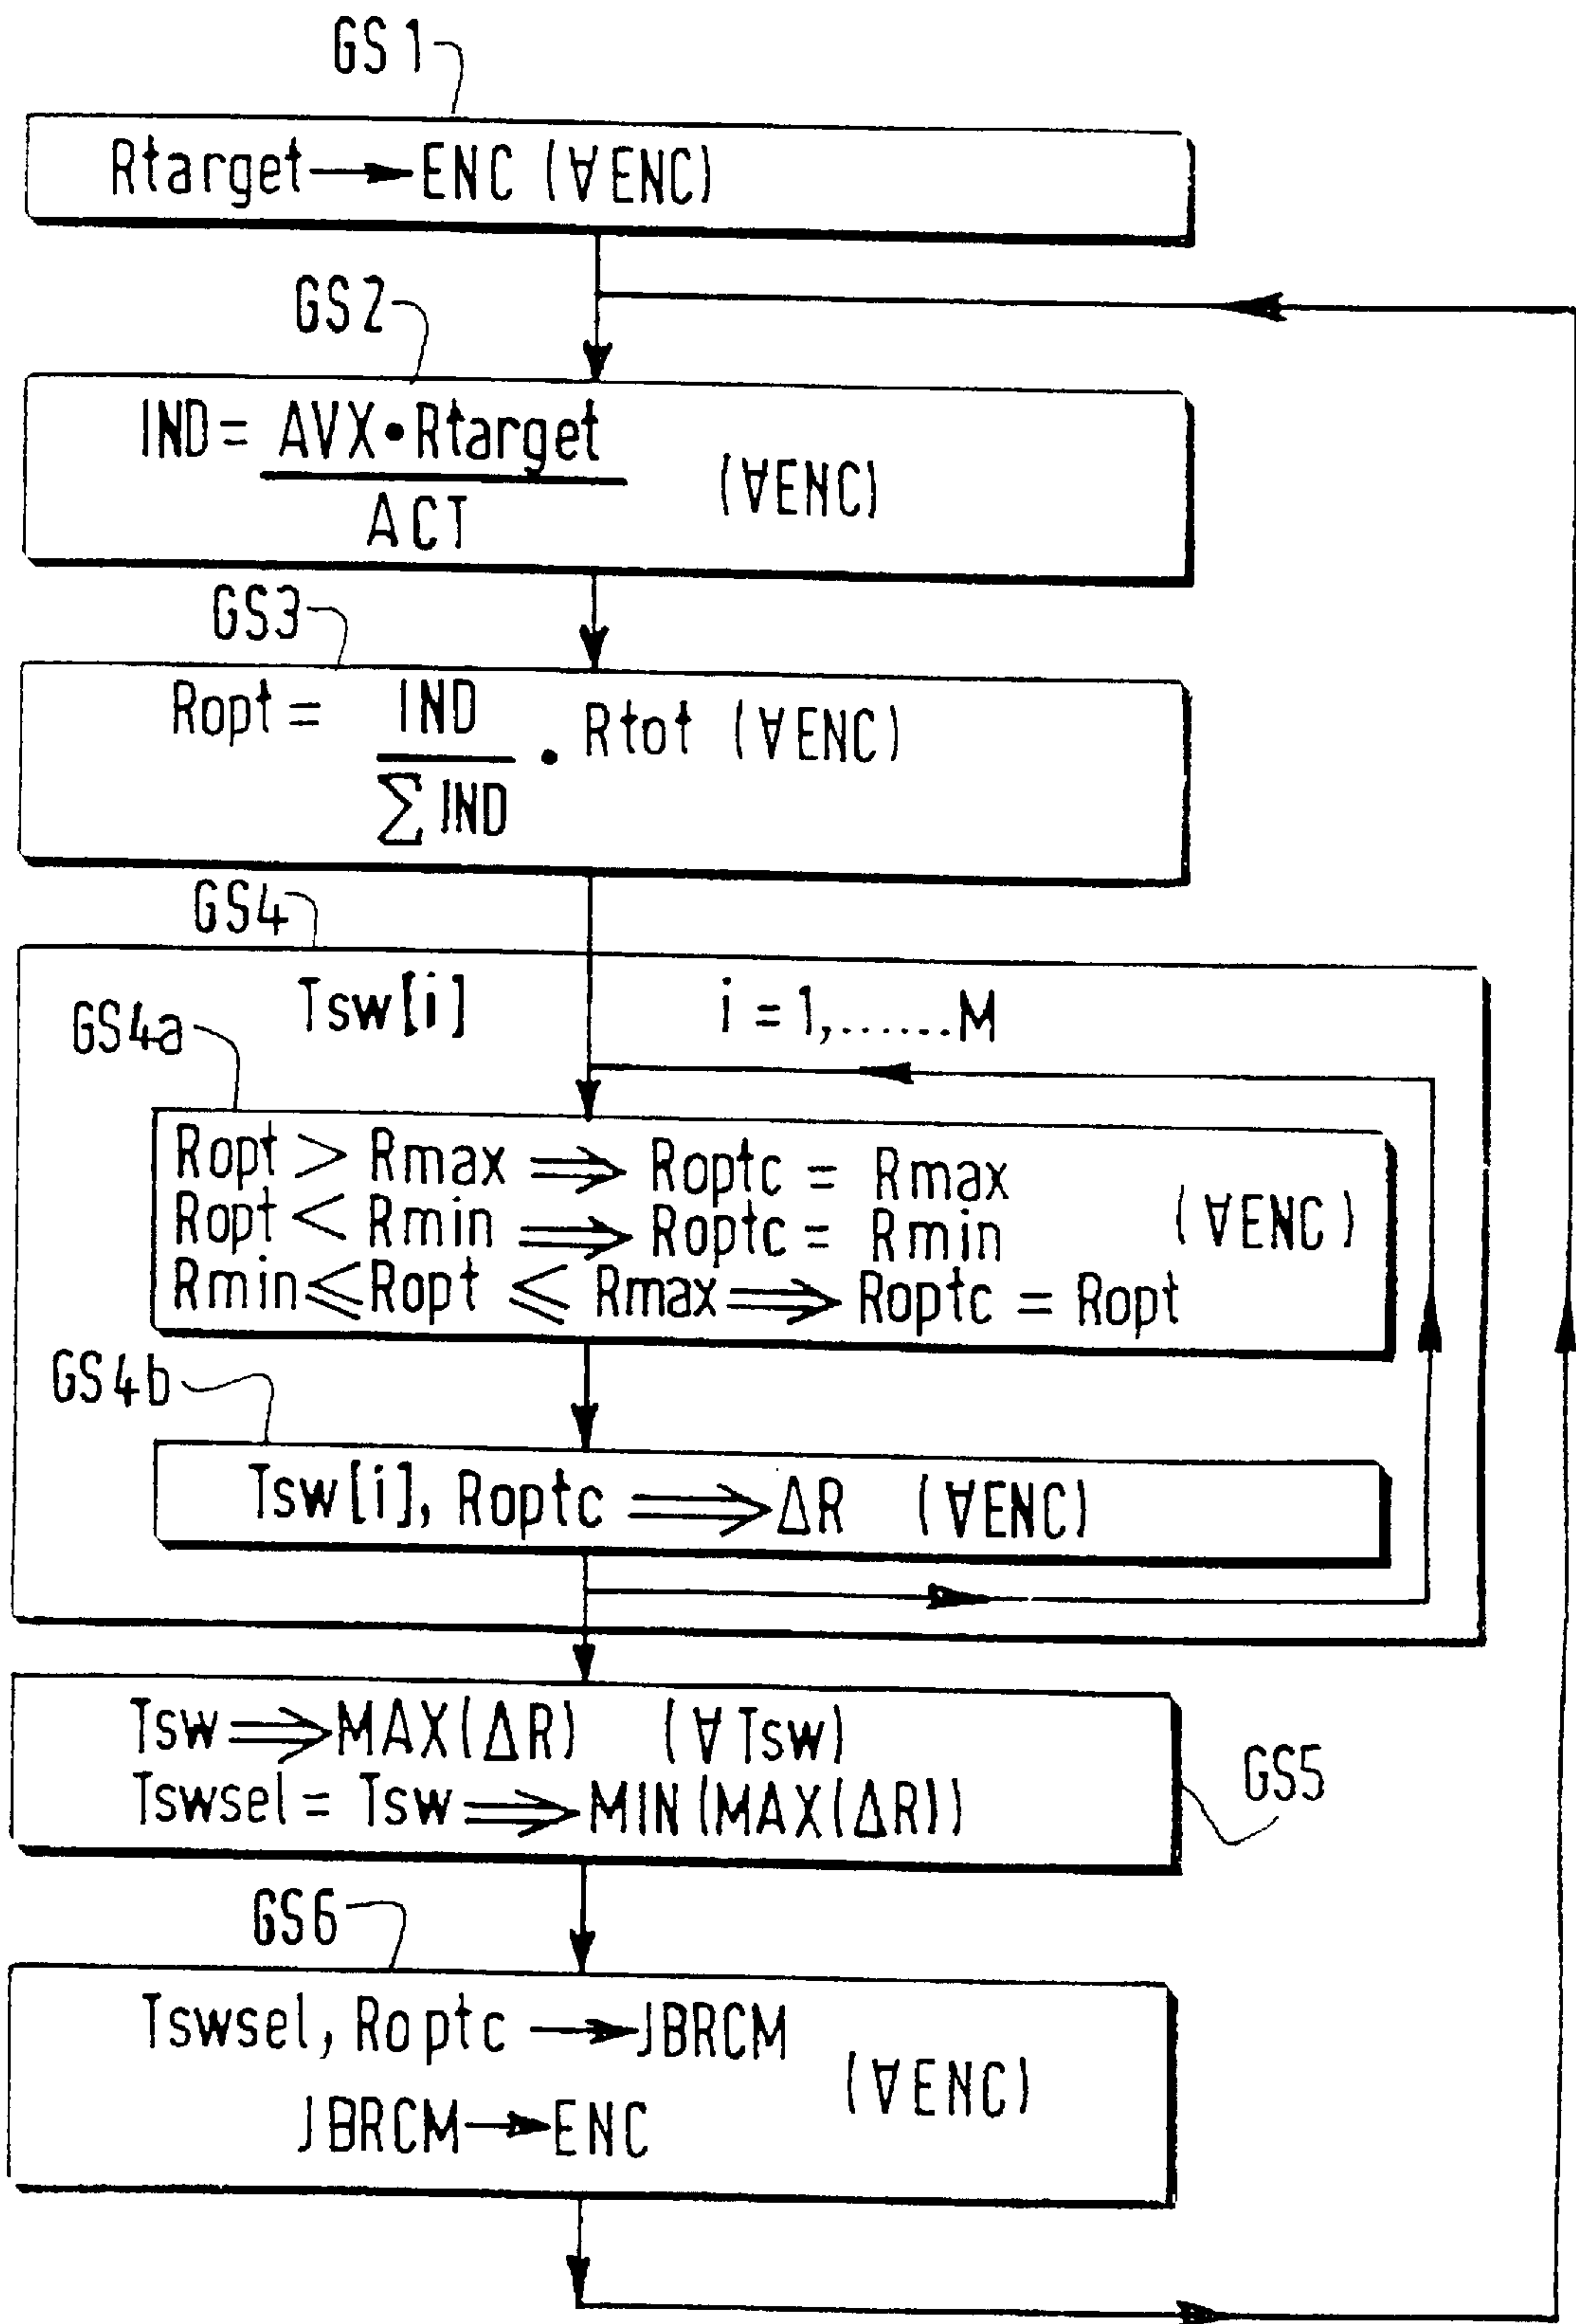 GS1
Rtarget → ENC (∀ENC)
GS2
IND = AVX • Rtarget (∀ENC)
ACT
GS3
Ropt = IND • Rtot (∀ENC)
∑ IND
GS4
Tsw[i] i = 1,......M
GS4a
Ropt > Rmax ⟹ Roptc = Rmax
Ropt < Rmin ⟹ Roptc = Rmin (∀ENC)
Rmin ⩽ Ropt ⩽ Rmax ⟹ Roptc = Ropt
GS4b
Tsw[i], Roptc ⟹ ΔR (∀ENC)
Tsw ⟹ MAX(ΔR) (∀Tsw)
Tswsel = Tsw ⟹ MIN(MAX(ΔR))
GS5
GS6
Tswsel, Roptc → JBRCM
(∀ENC)
JBRCM → ENC